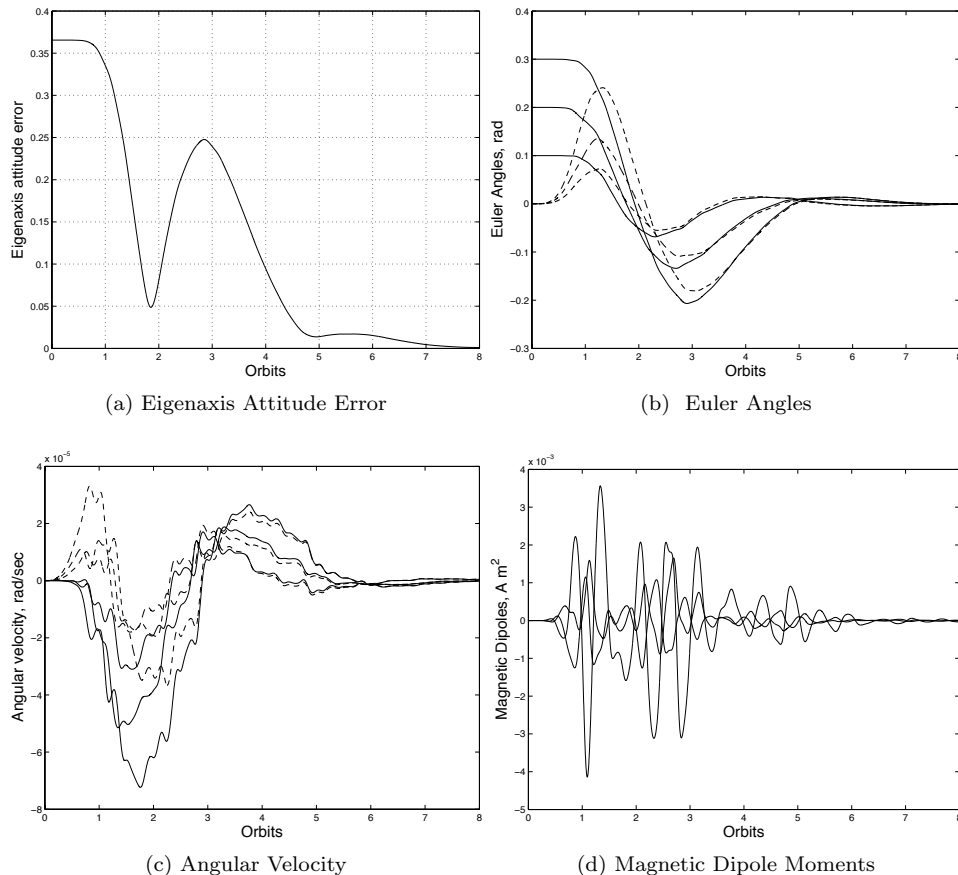 0.4
0.35
0.3
0.25
0.2
0.15
0.1
0.05
0
0 1 2 3 4 5 6 7 8
Eigenaxis attitude error
Orbits
(a) Eigenaxis Attitude Error
0.4
0.3
0.2
0.1
0
−0.1
−0.2
−0.3
0 1 2 3 4 5 6 7 8
Euler Angles, rad
Orbits
(b) Euler Angles
x 10−5
4
2
0
−2
−4
−6
−8
0 1 2 3 4 5 6 7 8
Angular velocity, rad/sec
Orbits
(c) Angular Velocity
x 10−3
4
3
2
1
0
−1
−2
−3
−4
−5
0 1 2 3 4 5 6 7 8
Magnetic Dipoles, A m2
Orbits
(d) Magnetic Dipole Moments